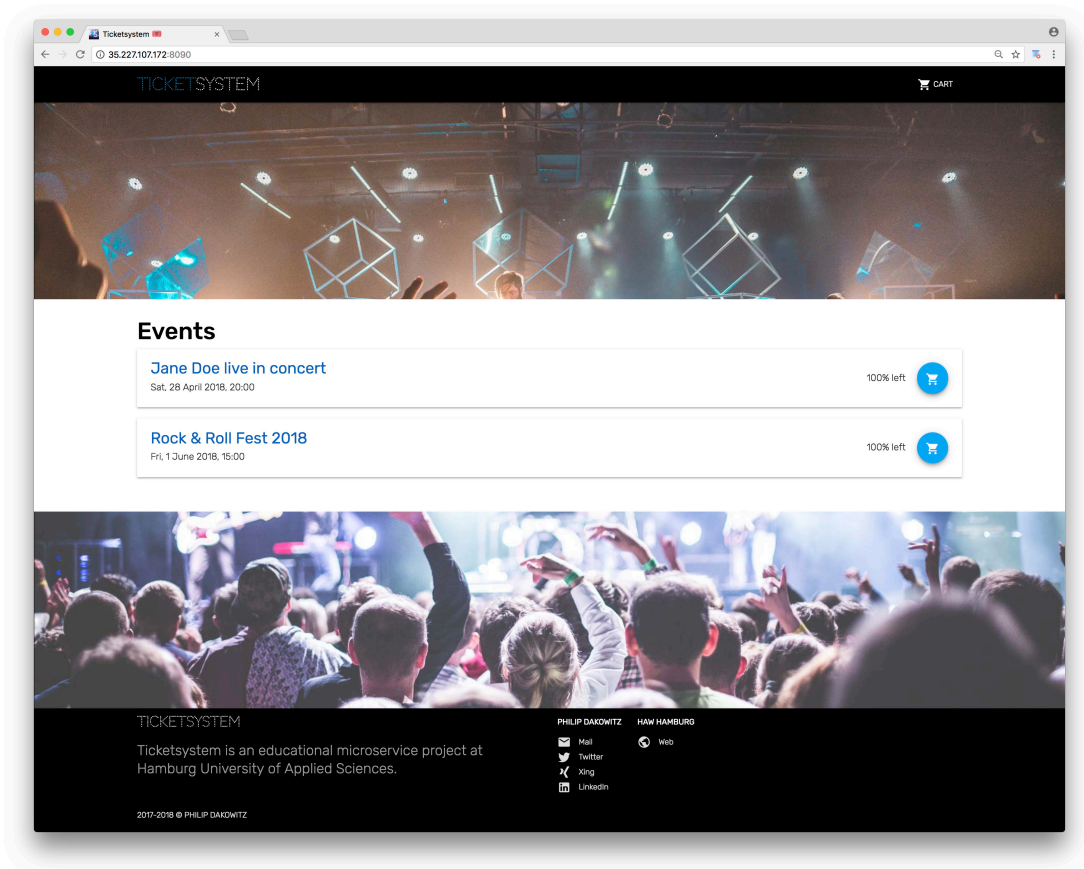 Ticketsystem
35.227.107.172:8090
TICKETSYSTEM
CART
Events
Jane Doe live in concert
Sat, 28 April 2018, 20:00
100% left
Rock & Roll Fest 2018
Fri, 1 June 2018, 15:00
100% left
TICKETSYSTEM
Ticketsystem is an educational microservice project at
Hamburg University of Applied Sciences.
2017-2018 © PHILIP DAKOWITZ
PHILIP DAKOWITZ
Mail
Twitter
Xing
LinkedIn
HAW HAMBURG
Web